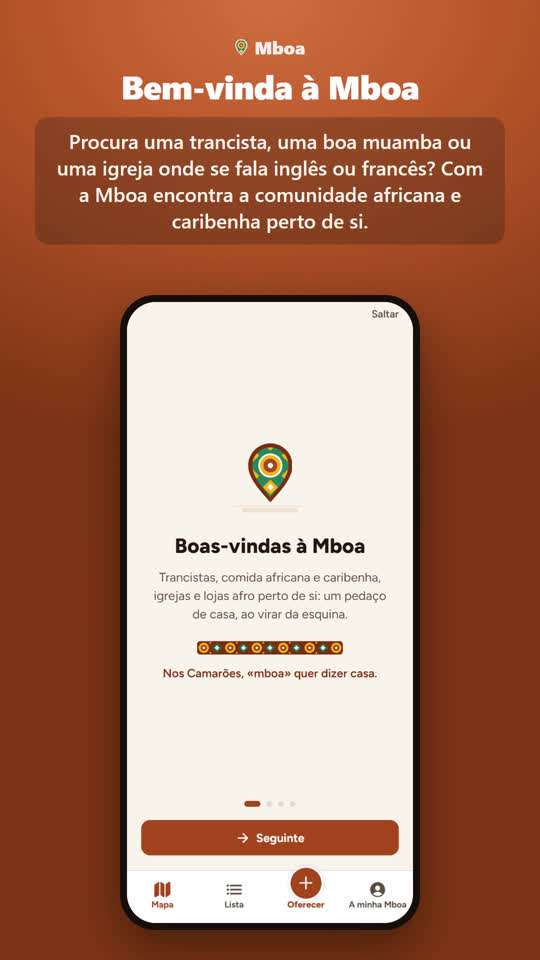 Mboa
Bem-vinda à Mboa
Procura uma trancista, uma boa muamba ou
uma igreja onde se fala inglês ou francês? Com
a Mboa encontra a comunidade africana e
caribenha perto de si.
Saltar
Boas-vindas à Mboa
Trancistas, comida africana e caribenha,
igrejas e lojas afro perto de si: um pedaço
de casa, ao virar da esquina.
Nos Camarões, «mboa» quer dizer casa.
Seguinte
Mapa
Lista
Oferecer
A minha Mboa